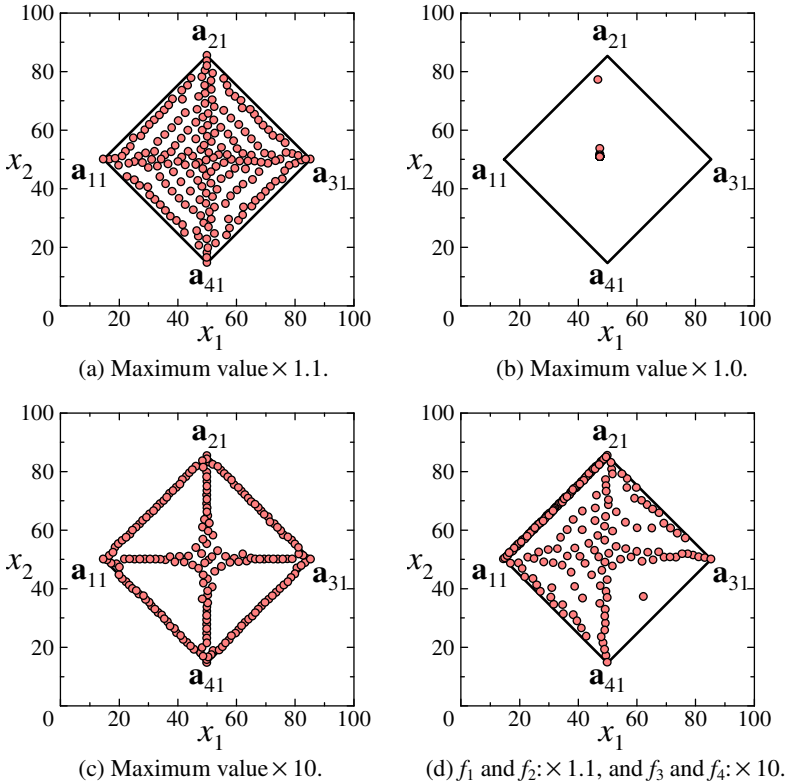 100
80
60
40
20
0
20 40 60 80 100
x2
x1
a21
a11
a31
a41
(a) Maximum value × 1.1.
100
80
60
40
20
0
20 40 60 80 100
x2
x1
a21
a11
a31
a41
(b) Maximum value × 1.0.
100
80
60
40
20
0
20 40 60 80 100
x2
x1
a21
a11
a31
a41
(c) Maximum value × 10.
100
80
60
40
20
0
20 40 60 80 100
x2
x1
a21
a11
a31
a41
(d) f1 and f2: × 1.1, and f3 and f4: × 10.